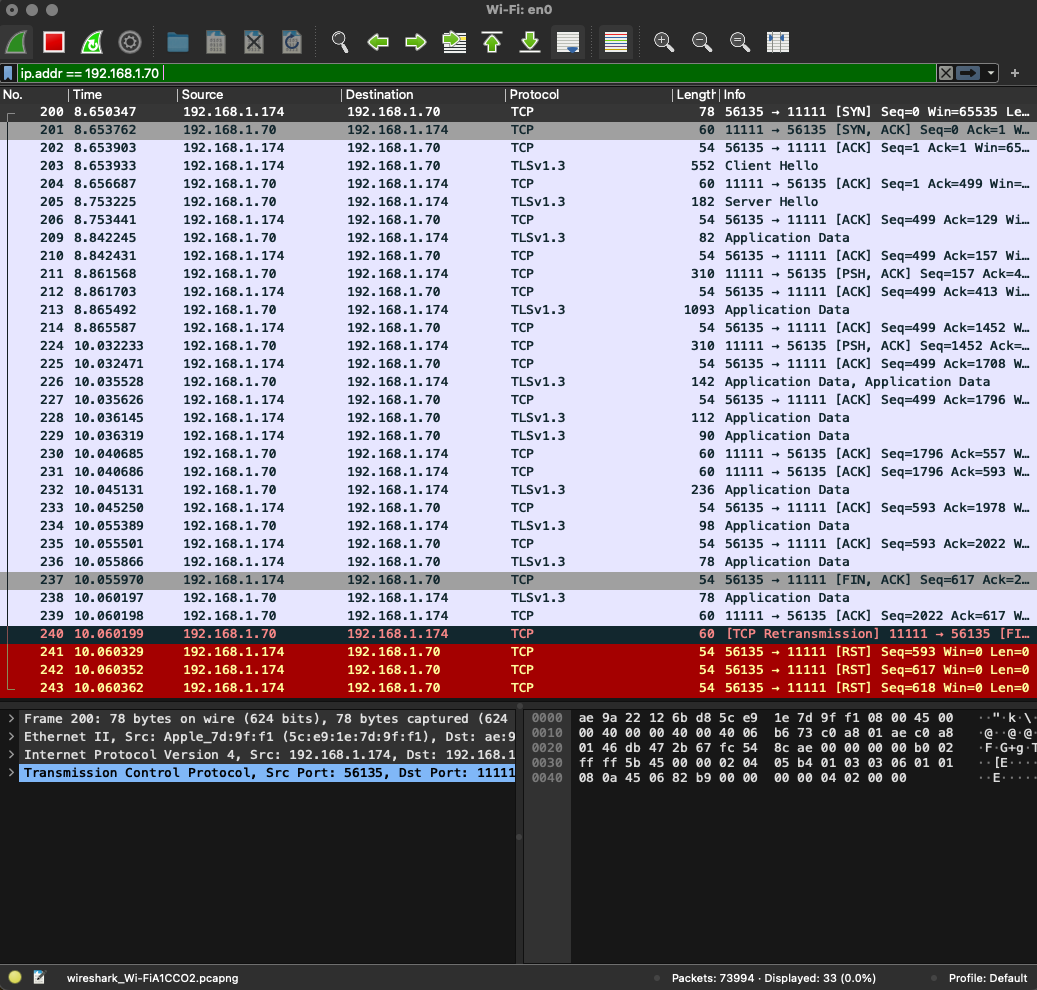 Wi-Fi: en0
ip.addr == 192.168.1.70
No. Time Source Destination Protocol Length Info
200 8.650347 192.168.1.174 192.168.1.70 TCP 78 56135 → 11111 [SYN] Seq=0 Win=65535 Le…
201 8.653762 192.168.1.70 192.168.1.174 TCP 60 11111 → 56135 [SYN, ACK] Seq=0 Ack=1 W…
202 8.653903 192.168.1.174 192.168.1.70 TCP 54 56135 → 11111 [ACK] Seq=1 Ack=1 Win=65…
203 8.653933 192.168.1.174 192.168.1.70 TLSv1.3 552 Client Hello
204 8.656687 192.168.1.70 192.168.1.174 TCP 60 11111 → 56135 [ACK] Seq=1 Ack=499 Win=…
205 8.753225 192.168.1.70 192.168.1.174 TLSv1.3 182 Server Hello
206 8.753441 192.168.1.174 192.168.1.70 TCP 54 56135 → 11111 [ACK] Seq=499 Ack=129 Wi…
209 8.842245 192.168.1.70 192.168.1.174 TLSv1.3 82 Application Data
210 8.842431 192.168.1.174 192.168.1.70 TCP 54 56135 → 11111 [ACK] Seq=499 Ack=157 Wi…
211 8.861568 192.168.1.70 192.168.1.174 TCP 310 11111 → 56135 [PSH, ACK] Seq=157 Ack=4…
212 8.861703 192.168.1.174 192.168.1.70 TCP 54 56135 → 11111 [ACK] Seq=499 Ack=413 Wi…
213 8.865492 192.168.1.70 192.168.1.174 TLSv1.3 1093 Application Data
214 8.865587 192.168.1.174 192.168.1.70 TCP 54 56135 → 11111 [ACK] Seq=499 Ack=1452 W…
224 10.032233 192.168.1.70 192.168.1.174 TCP 310 11111 → 56135 [PSH, ACK] Seq=1452 Ack=…
225 10.032471 192.168.1.174 192.168.1.70 TCP 54 56135 → 11111 [ACK] Seq=499 Ack=1708 W…
226 10.035528 192.168.1.70 192.168.1.174 TLSv1.3 142 Application Data, Application Data
227 10.035626 192.168.1.174 192.168.1.70 TCP 54 56135 → 11111 [ACK] Seq=499 Ack=1796 W…
228 10.036145 192.168.1.174 192.168.1.70 TLSv1.3 112 Application Data
229 10.036319 192.168.1.174 192.168.1.70 TLSv1.3 90 Application Data
230 10.040685 192.168.1.70 192.168.1.174 TCP 60 11111 → 56135 [ACK] Seq=1796 Ack=557 W…
231 10.040686 192.168.1.70 192.168.1.174 TCP 60 11111 → 56135 [ACK] Seq=1796 Ack=593 W…
232 10.045131 192.168.1.70 192.168.1.174 TLSv1.3 236 Application Data
233 10.045250 192.168.1.174 192.168.1.70 TCP 54 56135 → 11111 [ACK] Seq=593 Ack=1978 W…
234 10.055389 192.168.1.70 192.168.1.174 TLSv1.3 98 Application Data
235 10.055501 192.168.1.174 192.168.1.70 TCP 54 56135 → 11111 [ACK] Seq=593 Ack=2022 W…
236 10.055866 192.168.1.174 192.168.1.70 TLSv1.3 78 Application Data
237 10.055970 192.168.1.174 192.168.1.70 TCP 54 56135 → 11111 [FIN, ACK] Seq=617 Ack=2…
238 10.060197 192.168.1.70 192.168.1.174 TLSv1.3 78 Application Data
239 10.060198 192.168.1.70 192.168.1.174 TCP 60 11111 → 56135 [ACK] Seq=2022 Ack=617 W…
240 10.060199 192.168.1.70 192.168.1.174 TCP 60 [TCP Retransmission] 11111 → 56135 [FI…
241 10.060329 192.168.1.174 192.168.1.70 TCP 54 56135 → 11111 [RST] Seq=593 Win=0 Len=0
242 10.060352 192.168.1.174 192.168.1.70 TCP 54 56135 → 11111 [RST] Seq=617 Win=0 Len=0
243 10.060362 192.168.1.174 192.168.1.70 TCP 54 56135 → 11111 [RST] Seq=618 Win=0 Len=0
Frame 200: 78 bytes on wire (624 bits), 78 bytes captured (624
Ethernet II, Src: Apple_7d:9f:f1 (5c:e9:1e:7d:9f:f1), Dst: ae:9
Internet Protocol Version 4, Src: 192.168.1.174, Dst: 192.168.1
Transmission Control Protocol, Src Port: 56135, Dst Port: 11111
0000 ae 9a 22 12 6b d8 5c e9 1e 7d 9f f1 08 00 45 00 ··"·k·\
0010 00 40 00 00 40 00 40 06 b6 73 c0 a8 01 ae c0 a8 ·@··@·@
0020 01 46 db 47 2b 67 fc 54 8c ae 00 00 00 00 b0 02 ·F·G+g·T
0030 ff ff 5b 45 00 00 02 04 05 b4 01 03 03 06 01 01 ··[E····
0040 08 0a 45 06 82 b9 00 00 00 00 04 02 00 00 ··E·····
wireshark_Wi-FiA1CCO2.pcapng
Packets: 73994 · Displayed: 33 (0.0%)
Profile: Default